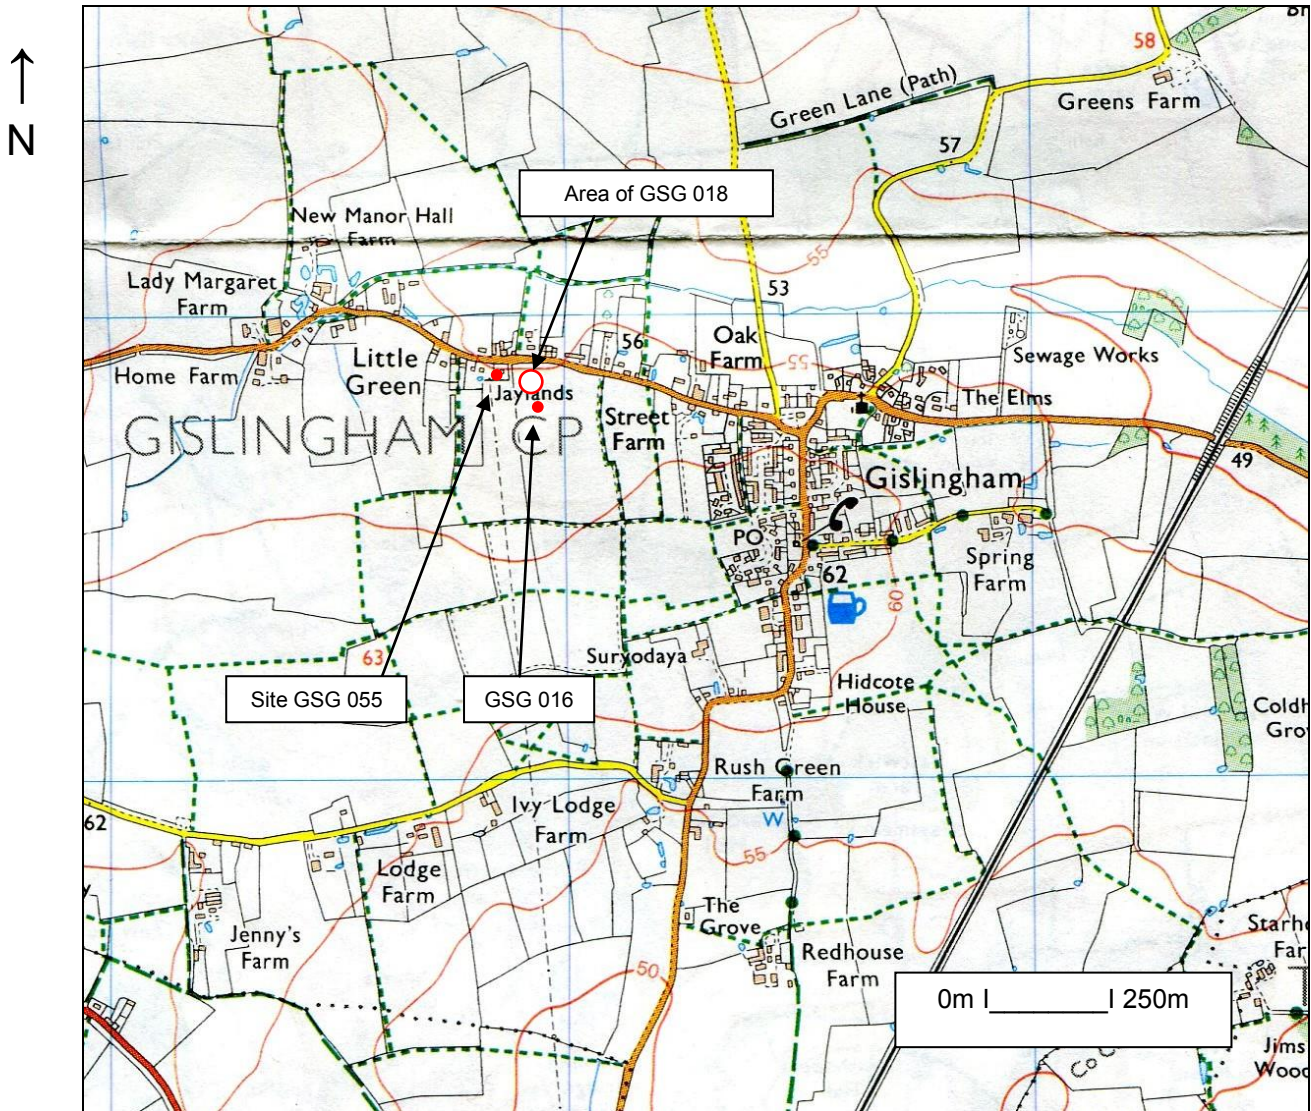 N
58
Greens Farm
Green Lane (Path)
57
Area of GSG 018
New Manor Hall
Farm
55
Lady Margaret
Farm
53
Oak
Farm
56
55
Sewage Works
Home Farm
Little
Green
Jaylands
The Elms
Street
Farm
GISLINGHAM CP
49
Gislingham
PO
62
Spring
Farm
60
63
Suryodaya
Hidcote
House
Site GSG 055
GSG 016
Rush Green
Farm
W
Ivy Lodge
Farm
62
55
Lodge
Farm
The
Grove
Jenny's
Farm
50
Redhouse
Farm
0m I_______I 250m
Jims
Wood